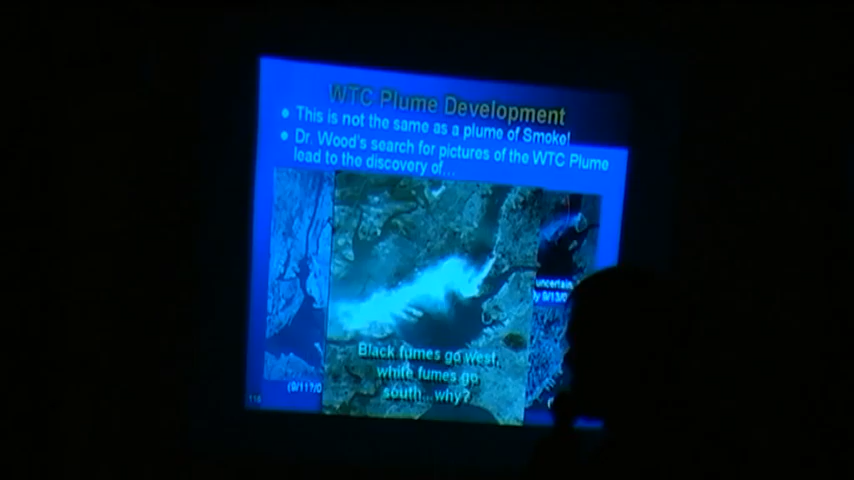 WTC Plume Development
This is not the same as a plume of Smoke!
Dr. Wood's search for pictures of the WTC Plume
lead to the discovery of...
uncertain
Black fumes go west,
white fumes go
south...why?